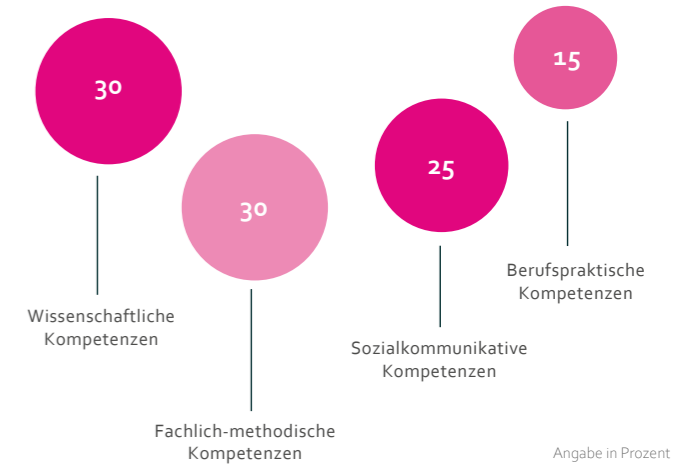 30
Wissenschaftliche
Kompetenzen
30
Fachlich-methodische
Kompetenzen
25
Sozialkommunikative
Kompetenzen
15
Berufspraktische
Kompetenzen
Angabe in Prozent